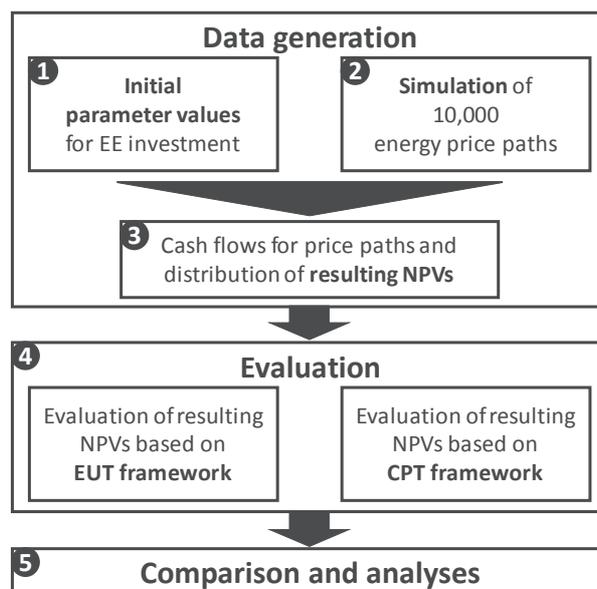 Data generation
1
Initial
parameter values
for EE investment
2
Simulation of
10,000
energy price paths
3
Cash flows for price paths and
distribution of resulting NPVs
4
Evaluation
Evaluation of resulting
NPVs based on
EUT framework
Evaluation of resulting
NPVs based on
CPT framework
5
Comparison and analyses